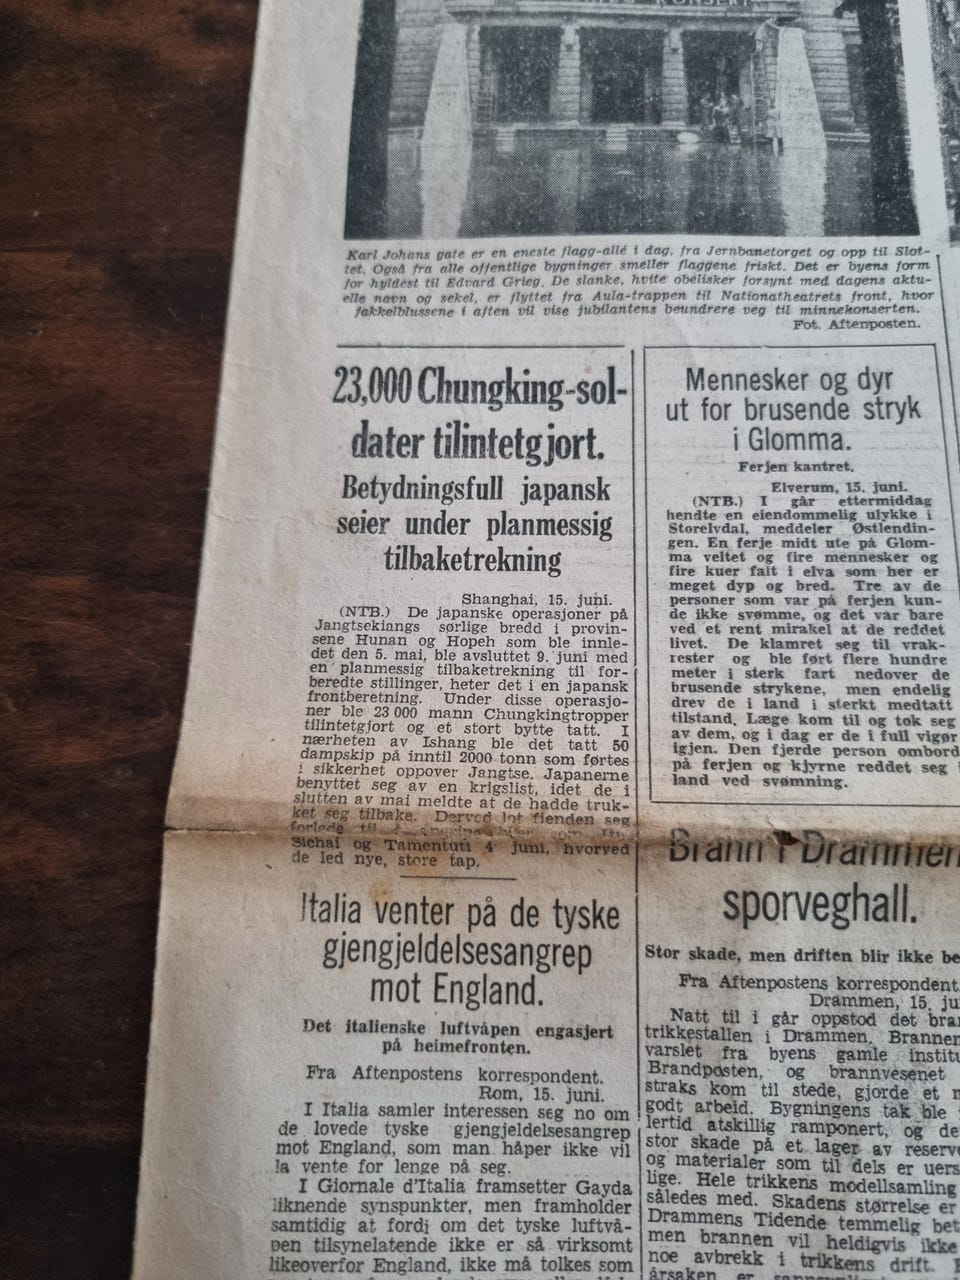 KONSERT
Karl Johans gate er en eneste flagg-allé i dag, fra Jernbanetorget og opp til Slot-
tet. Også fra alle offentlige bygninger smeller flaggene friskt. Det er byens form
for hyldest til Edvard Grieg. De slanke, hvite obelisker forsynt med dagens aktu-
elle navn og sekel, er flyttet fra Aula-trappen til Nationatheatrets front, hvor
fakkelblussene i aften vil vise jubilantens beundrere veg til minnekonserten.
Fot. Aftenposten.
23,000 Chungking-sol-
dater tilintetgjort.
Betydningsfull japansk
seier under planmessig
tilbaketrekning
Shanghai, 15. juni.
(NTB.) De japanske operasjoner på
Jangtsekiangs sørlige bredd i provin-
sene Hunan og Hopeh som ble innle-
det den 5. mai, ble avsluttet 9. juni med
en planmessig tilbaketrekning til for-
beredte stillinger, heter det i en japansk
frontberetning. Under disse operasjo-
ner ble 23 000 mann Chungkingtropper
tilintetgjort og et stort bytte tatt. I
nærheten av Ishang ble det tatt 50
dampskip på inntil 2000 tonn som førtes
i sikkerhet oppover Jangtse. Japanerne
benyttet seg av en krigslist, idet de i
slutten av mai meldte at de hadde truk-
ket seg tilbake. Derved lot fienden seg
forlede til
Sichal og Tamentuti 4 juni, hvorved
de led nye, store tap.
Italia venter på de tyske
gjengjeldelsesangrep
mot England.
Det italienske luftvåpen engasjert
på heimefronten.
Fra Aftenpostens korrespondent.
Rom, 15. juni.
I Italia samler interessen seg no om
de lovede tyske gjengjeldelsesangrep
mot England, som man håper ikke vil
la vente for lenge på seg.
I Giornale d'Italia framsetter Gayda
liknende synspunkter, men framholder
samtidig at fordi om det tyske luftvå-
pen tilsynelatende ikke er så virksomt
likeoverfor England, ikke må tolkes som
Mennesker og dyr
ut for brusende stryk
i Glomma.
Ferjen kantret.
Elverum, 15. juni.
(NTB.) I går ettermiddag
hendte en eiendommelig ulykke i
Storelvdal, meddeler Østlendin-
gen. En ferje midt ute på Glom-
ma veltet og fire mennesker og
fire kuer falt i elva som her er
meget dyp og bred. Tre av de
personer som var på ferjen kun-
de ikke svømme, og det var bare
ved et rent mirakel at de reddet
livet. De klamret seg til vrak-
rester og ble ført flere hundre
meter i sterk fart nedover de
brusende strykene, men endelig
drev de i land i sterkt medtatt
tilstand. Læge kom til og tok seg
av dem, og i dag er de i full vigør
igjen. Den fjerde person ombord
på ferjen og kjyrne reddet seg i
land ved svømning.
Brann i Drammen
sporveghall.
Stor skade, men driften blir ikke be
Fra Aftenpostens korrespondent.
Drammen, 15. ju
Natt til i går oppstod det bra
trikkestallen i Drammen. Brannen
varslet fra byens gamle institu
Brandposten, og brannvesenet
straks kom til stede, gjorde et m
godt arbeid. Bygningens tak ble
lertid atskillig ramponert, og de
stor skade på et lager av reserve
og materialer som til dels er uers
lige. Hele trikkens modellsamling
således med. Skadens størrelse er
Drammens Tidende temmelig bet
men brannen vil heldigvis ikke
noe avbrekk i trikkens drift.
årsaken er